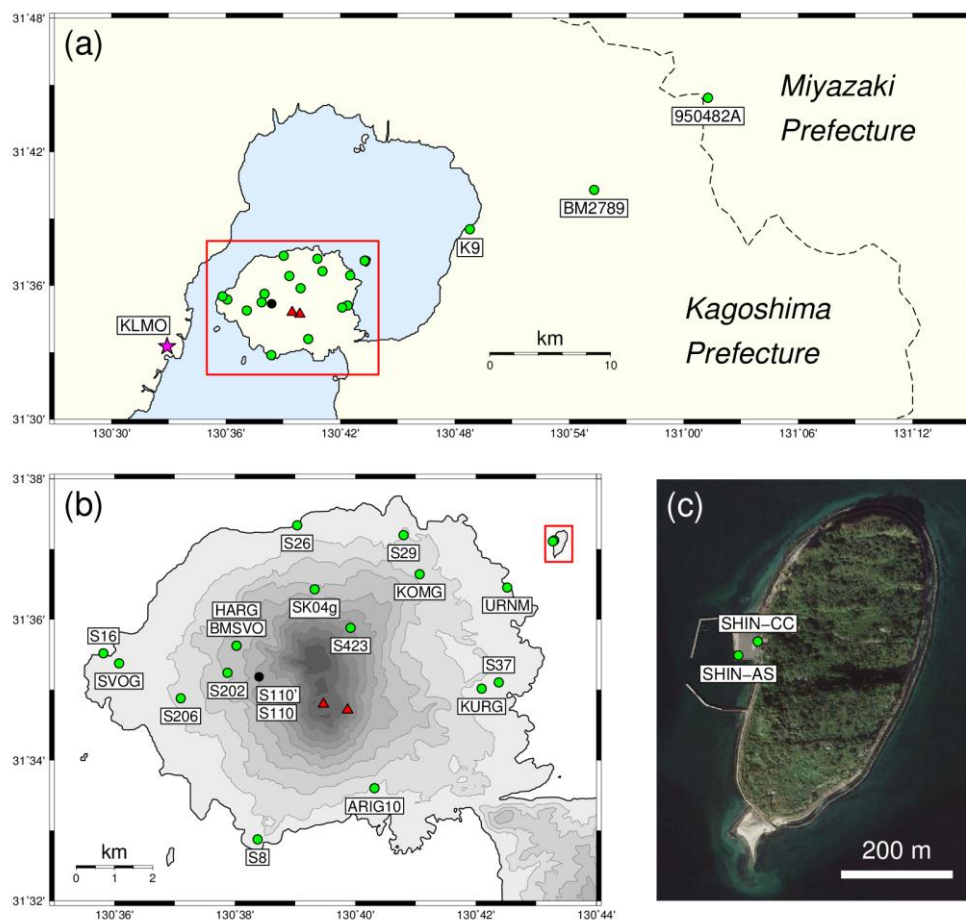 31˚48'
(a)
Miyazaki
Prefecture
950482A
31˚42'
BM2789
K9
31˚36'
KLMO
km
0 10
Kagoshima
Prefecture
31˚30'
130˚30' 130˚36' 130˚42' 130˚48' 130˚54' 131˚00' 131˚06' 131˚12'
31˚38'
(b)
S26
S29
KOMG
31˚36'
SK04g
URNM
HARG
BMSVO
S423
S16
SVOG
S202
S37
S110'
S110
KURG
S206
31˚34'
ARIG10
km
0 1 2
S8
31˚32'
130˚36' 130˚38' 130˚40' 130˚42' 130˚44'
(c)
SHIN-CC
SHIN-AS
200 m